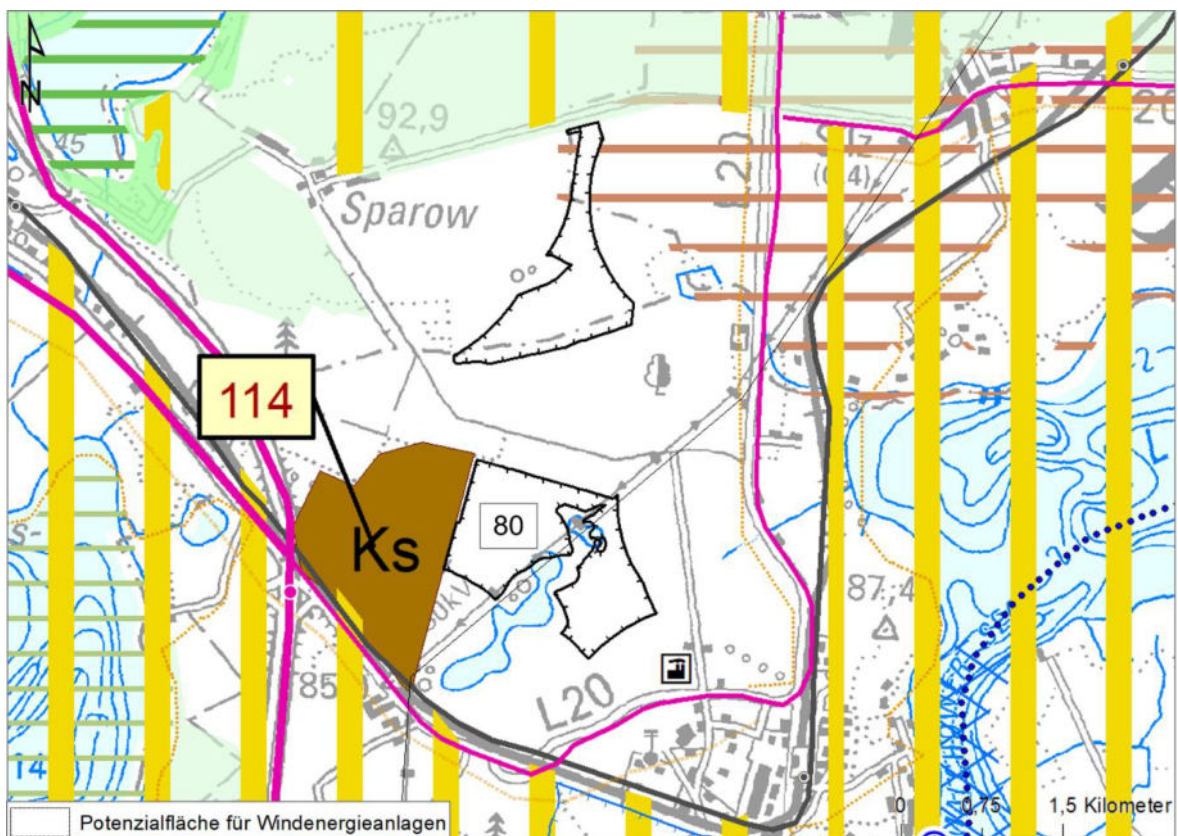 N
45
92,9
Sparow
114
Ks
80
L20
85
87,4
14
0 0,75 1,5 Kilometer
Potenzialfläche für Windenergieanlagen